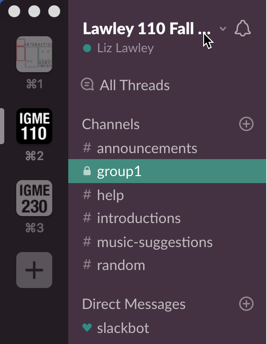 Lawley 110 Fall ...
Liz Lawley
⌘1
All Threads
IGME
110
⌘2
Channels
# announcements
group1
# help
IGME
230
⌘3
# introductions
# music-suggestions
# random
Direct Messages
slackbot